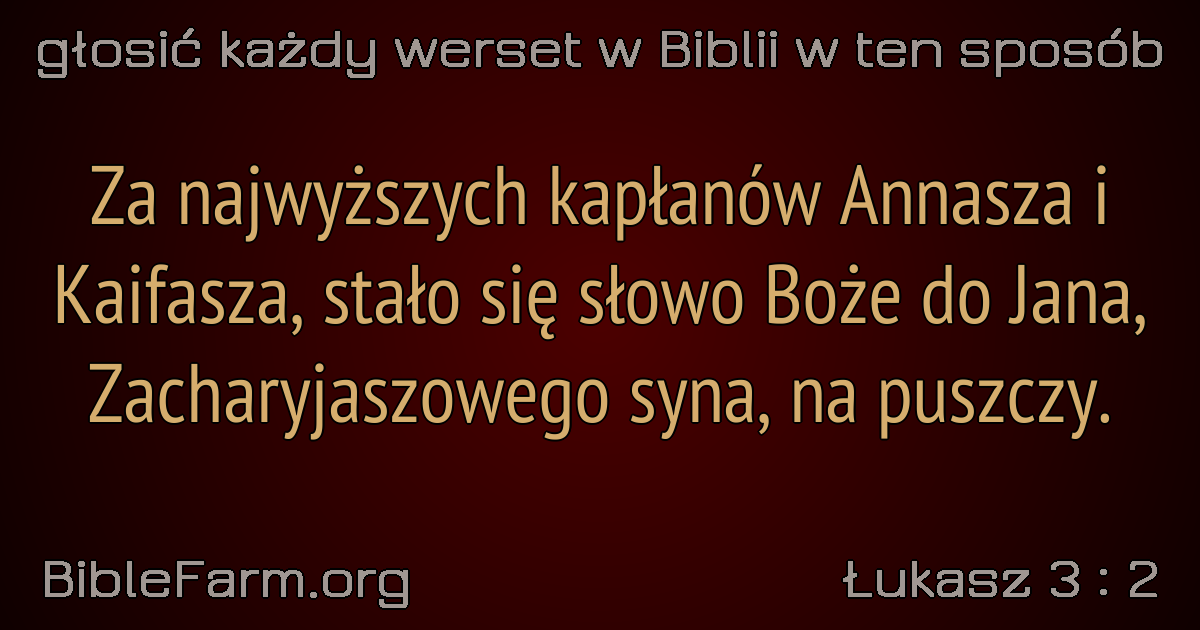 głosić każdy werset w Biblii w ten sposób
Za najwyższych kapłanów Annasza i
Kaifasza, stało się słowo Boże do Jana,
Zacharyjaszowego syna, na puszczy.
BibleFarm.org
Łukasz 3 : 2